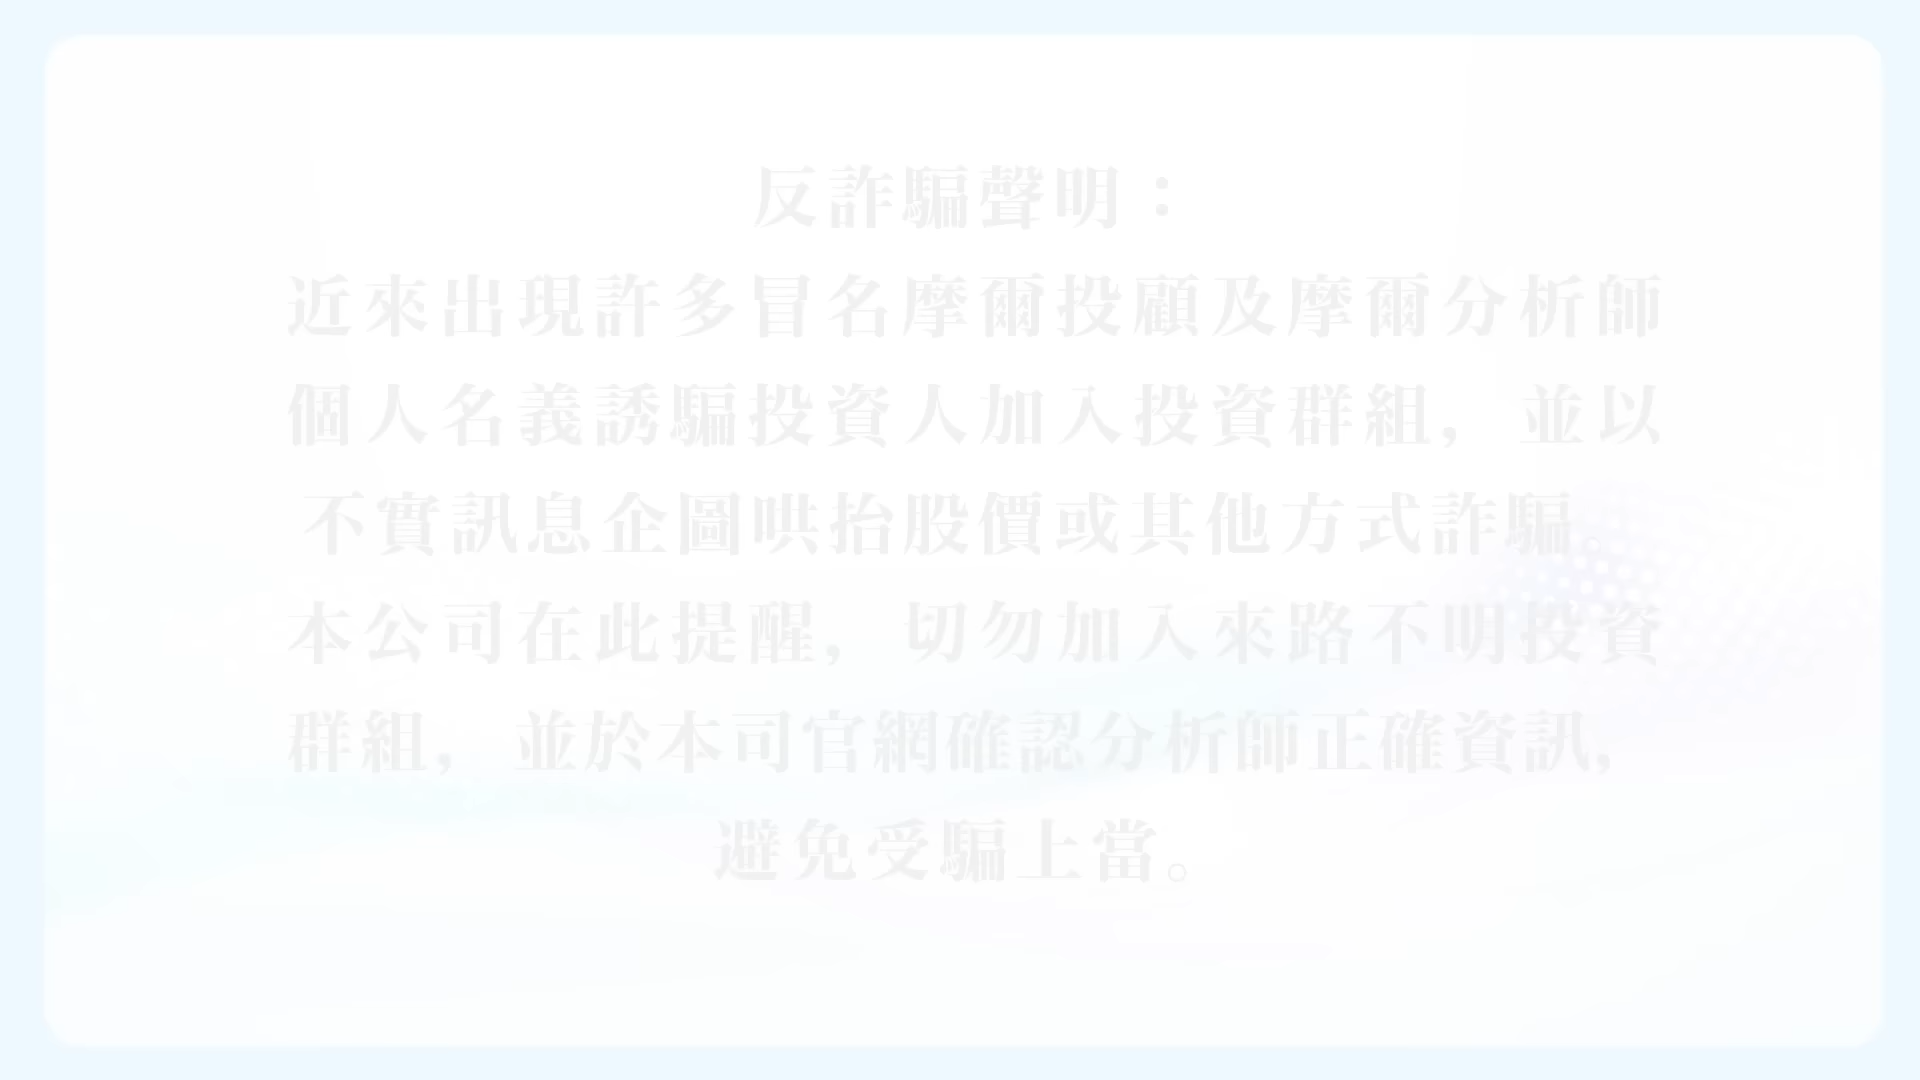 反詐騙聲明：
近來出現許多冒名摩爾投顧及摩爾分析師
個人名義誘騙投資人加入投資群組，並以
不實訊息企圖哄抬股價或其他方式詐騙。
本公司在此提醒，切勿加入來路不明投資
群組，並於本司官網確認分析師正確資訊，
避免受騙上當。